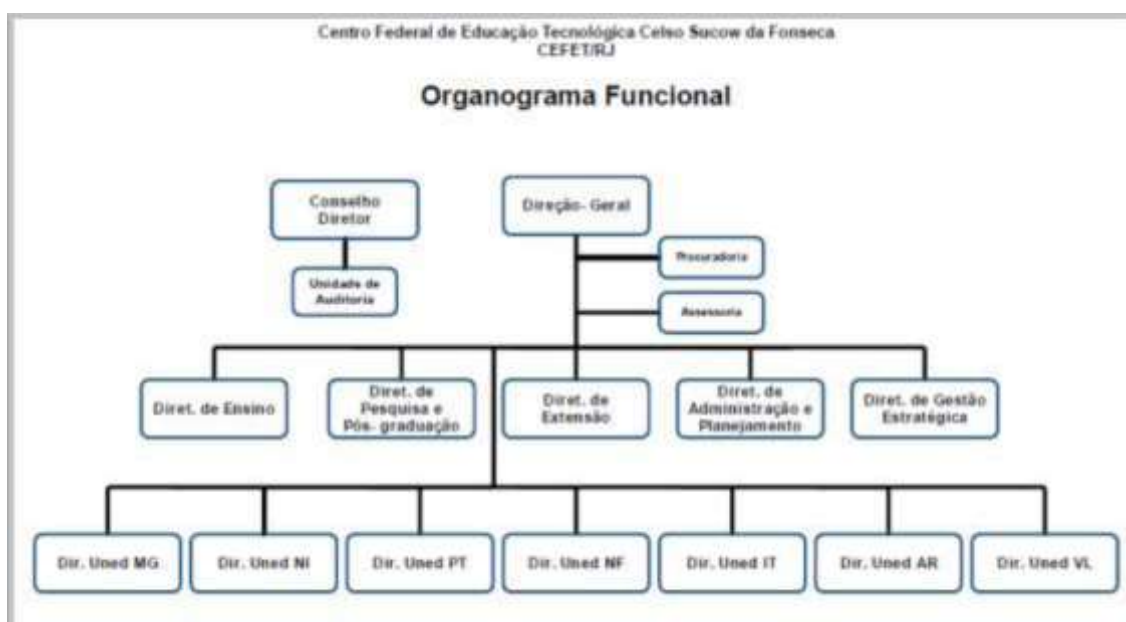 Centro Federal de Educação Tecnológica Celso Sucow da Fonseca
CEFET/RJ
Organograma Funcional
Conselho
Diretor
Direção- Geral
Procuradoria
Unidade de
Auditoria
Assessoria
Diret. de Ensino
Diret. de
Pesquisa e
Pós- graduação
Diret. de
Extensão
Diret. de
Administração e
Planejamento
Diret. de Gestão
Estratégica
Dir. Uned MG
Dir. Uned NI
Dir. Uned PT
Dir. Uned NF
Dir. Uned IT
Dir. Uned AR
Dir. Uned VL